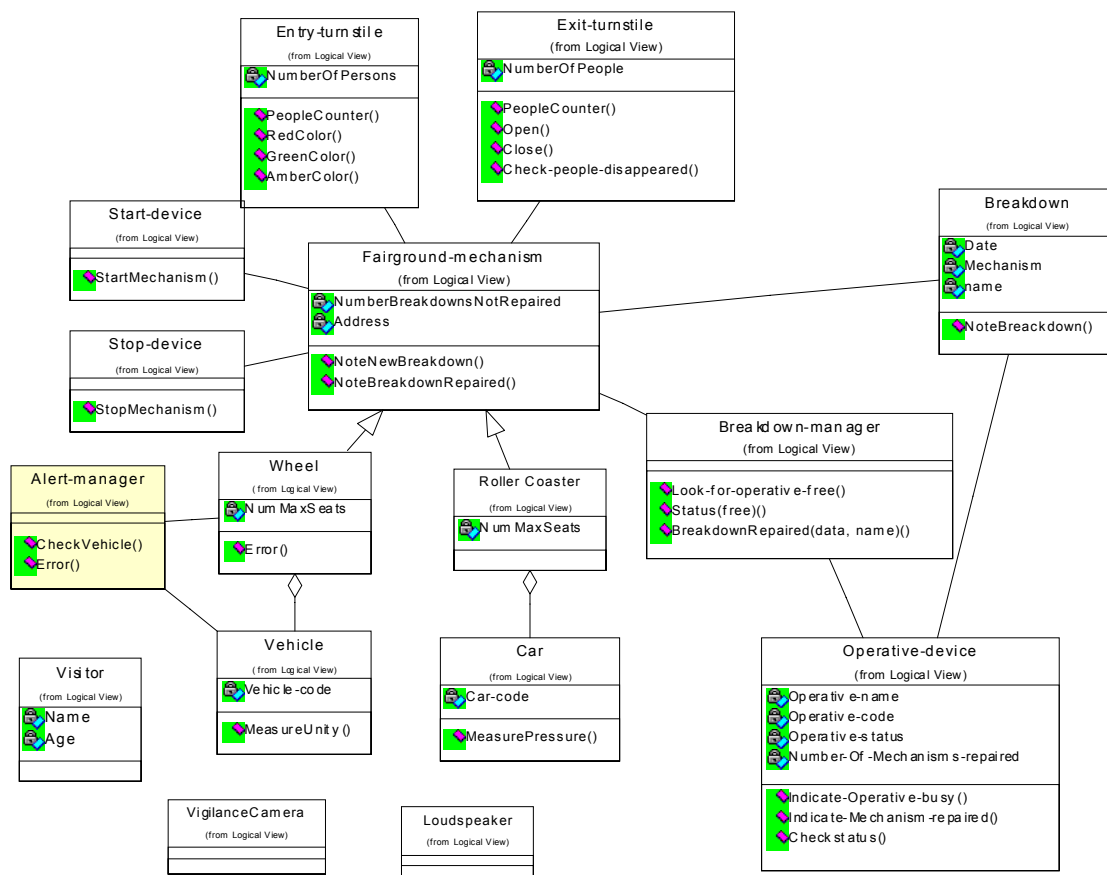 Entry-turnstile
(from Logical View)
NumberOfPersons
PeopleCounter()
RedColor()
GreenColor()
AmberColor()
Exit-turnstile
(from Logical View)
NumberOfPeople
PeopleCounter()
Open()
Close()
Check-people-disappeared()
Start-device
(from Logical View)
StartMechanism()
Fairground-mechanism
(from Logical View)
NumberBreakdownsNotRepaired
Address
NoteNewBreakdown()
NoteBreakdownRepaired()
Breakdown
(from Logical View)
Date
Mechanism
name
NoteBreackdown()
Stop-device
(from Logical View)
StopMechanism()
Breakdown-manager
(from Logical View)
Look-for-operative-free()
Status(free)()
BreakdownRepaired(data, name)()
Alert-manager
(from Logical View)
CheckVehicle()
Error()
Wheel
(from Logical View)
NumMaxSeats
Error()
Roller Coaster
(from Logical View)
NumMaxSeats
Visitor
(from Logical View)
Name
Age
Vehicle
(from Logical View)
Vehicle-code
MeasureUnity()
Car
(from Logical View)
Car-code
MeasurePressure()
Operative-device
(from Logical View)
Operative-name
Operative-code
Operative-status
Number-Of-Mechanisms-repaired
Indicate-Operative-busy()
Indicate-Mechanism-repaired()
Checkstatus()
VigilanceCamera
(from Logical View)
Loudspeaker
(from Logical View)